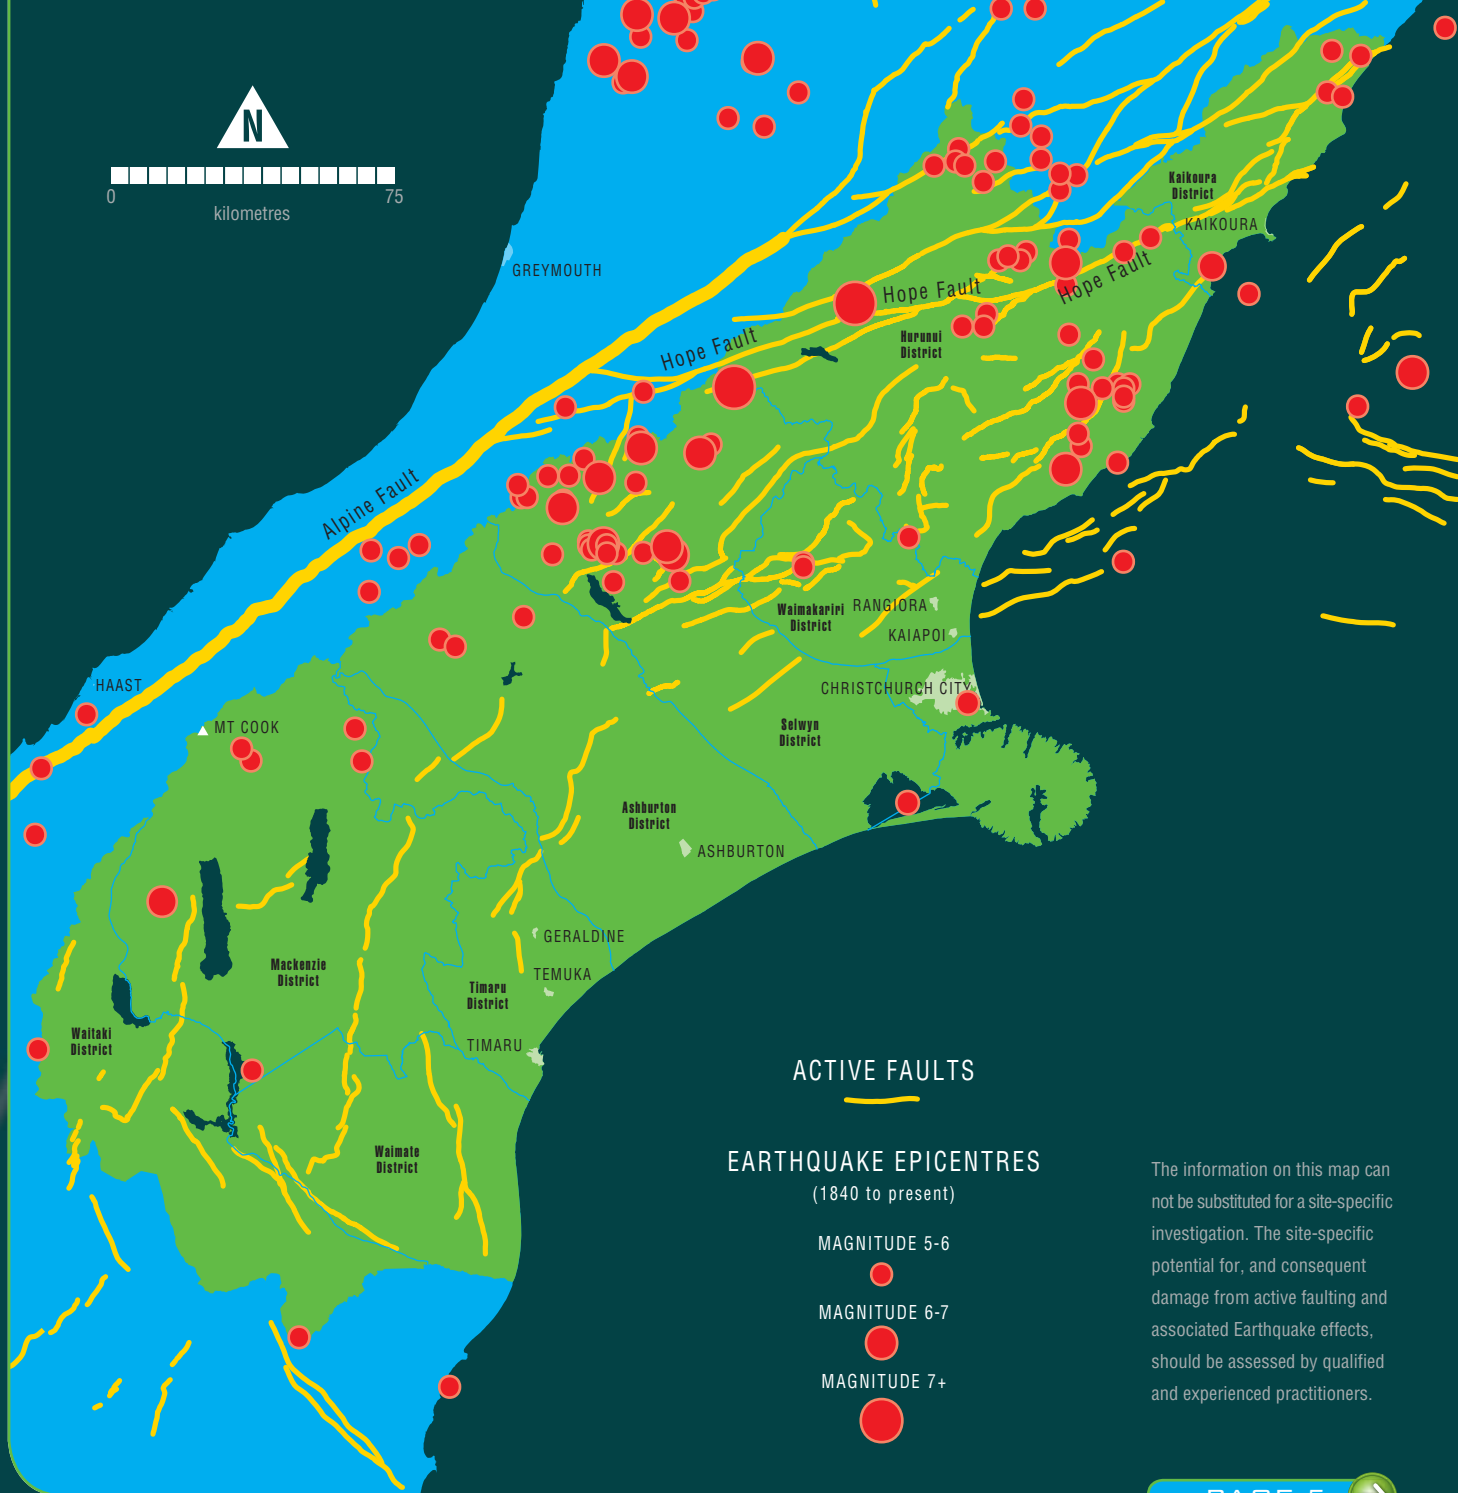 N
0 75
kilometres
Kaikoura
District
KAIKOURA
GREYMOUTH
Hope Fault
Hope Fault
Hope Fault
Hurunui
District
Alpine Fault
Waimakariri
District
RANGIORA
KAIAPOI
HAAST
CHRISTCHURCH CITY
MT COOK
Selwyn
District
Ashburton
District
ASHBURTON
GERALDINE
Mackenzie
District
TEMUKA
Timaru
District
Waitaki
District
TIMARU
Waimate
District
ACTIVE FAULTS
EARTHQUAKE EPICENTRES
(1840 to present)
MAGNITUDE 5-6
MAGNITUDE 6-7
MAGNITUDE 7+
The information on this map can
not be substituted for a site-specific
investigation. The site-specific
potential for, and consequent
damage from active faulting and
associated Earthquake effects,
should be assessed by qualified
and experienced practitioners.